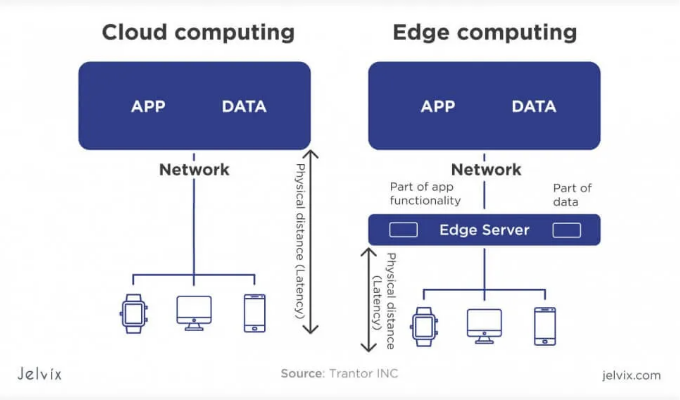 Cloud computing
APP DATA
Network
Physical distance (Latency)
Edge computing
APP DATA
Network
Part of app
functionality
Part of
data
Edge Server
Physical distance
(Latency)
Jelvix
Source: Trantor INC
jelvix.com